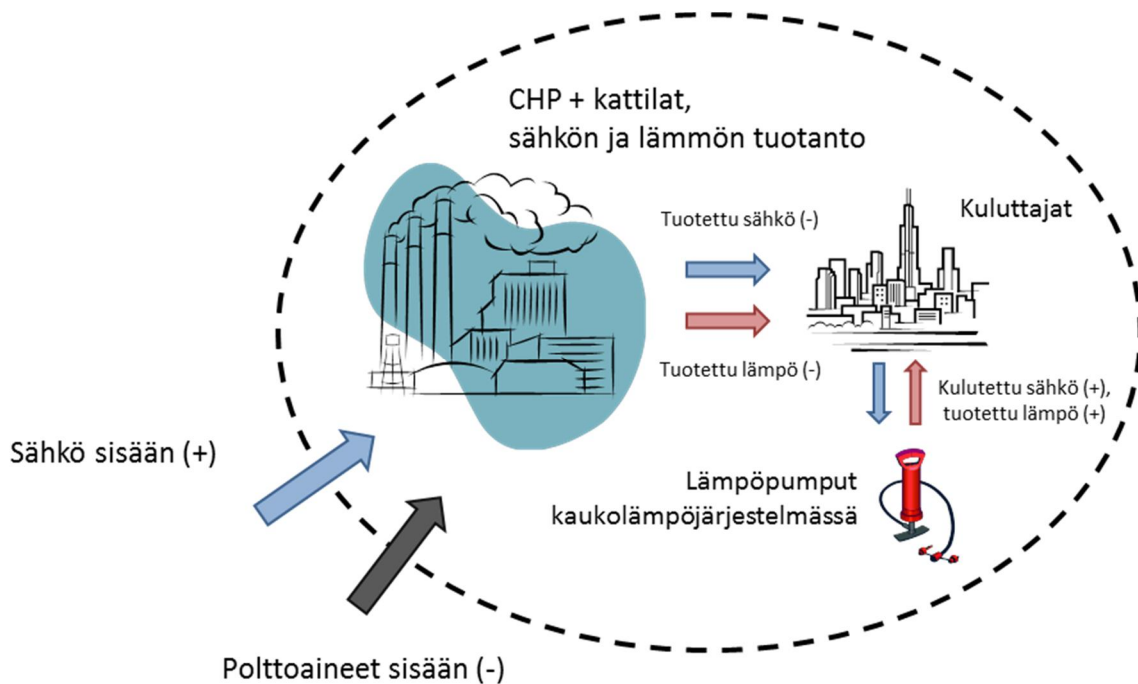 CHP + kattilat,
sähkön ja lämmön tuotanto
Tuotettu sähkö (-)
Kuluttajat
Tuotettu lämpö (-)
Kulutettu sähkö (+),
tuotettu lämpö (+)
Sähkö sisään (+)
Lämpöpumput
kaukolämpöjärjestelmässä
Polttoaineet sisään (-)